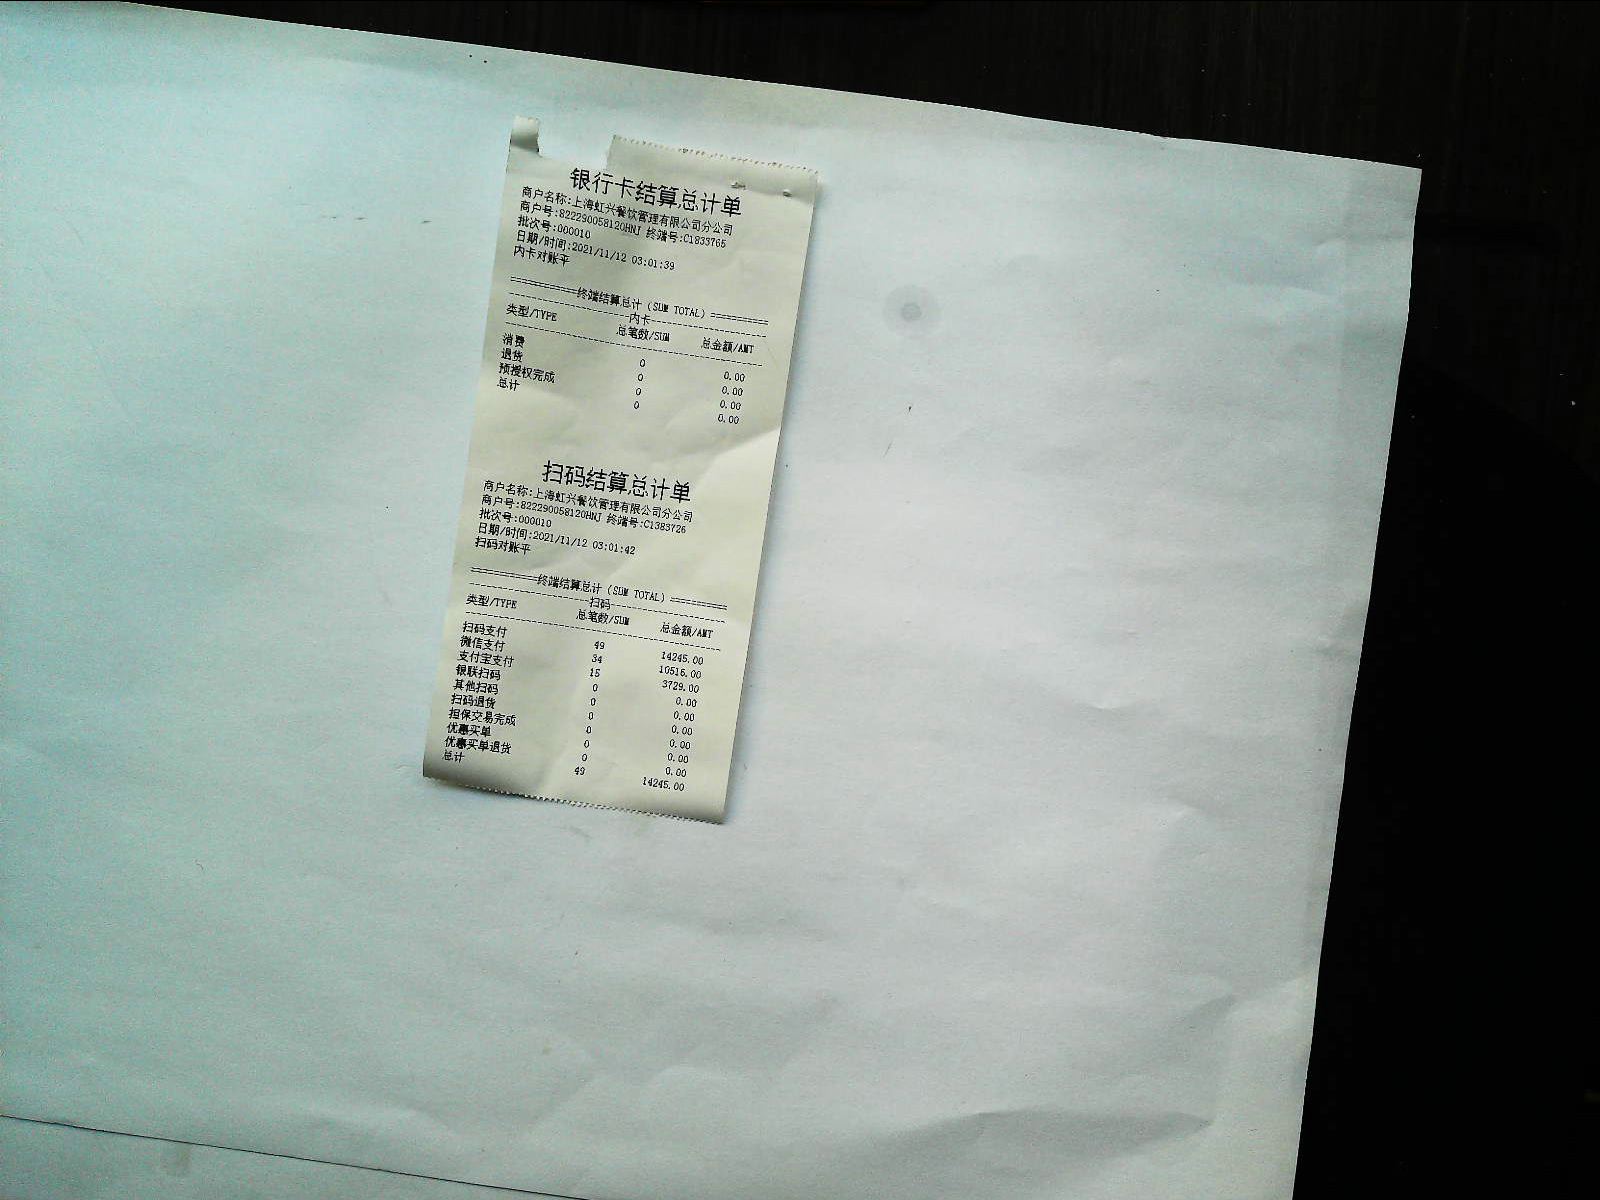 银行卡结算总计单
商户名称:上海虹兴餐饮管理有限公司分公司
商户号:822290058120HNJ 终端号:C1833765
批次号:000010
日期/时间:2021/11/12 03:01:39
内卡对账平
============终端结算总计(SUM TOTAL)============
内卡
类型/TYPE 总笔数/SUM 总金额/AMT
消费 0 0.00
退货 0 0.00
预授权完成 0 0.00
总计 0 0.00
扫码结算总计单
商户名称:上海虹兴餐饮管理有限公司分公司
商户号:822290058120HNJ 终端号:C1383726
批次号:000010
日期/时间:2021/11/12 03:01:42
扫码对账平
============终端结算总计(SUM TOTAL)============
扫码
类型/TYPE 总笔数/SUM 总金额/AMT
扫码支付 49 14245.00
微信支付 34 10516.00
支付宝支付 15 3729.00
银联扫码 0 0.00
其他扫码 0 0.00
扫码退货 0 0.00
担保交易完成 0 0.00
优惠买单 0 0.00
优惠买单退货 0 0.00
总计 49 14245.00